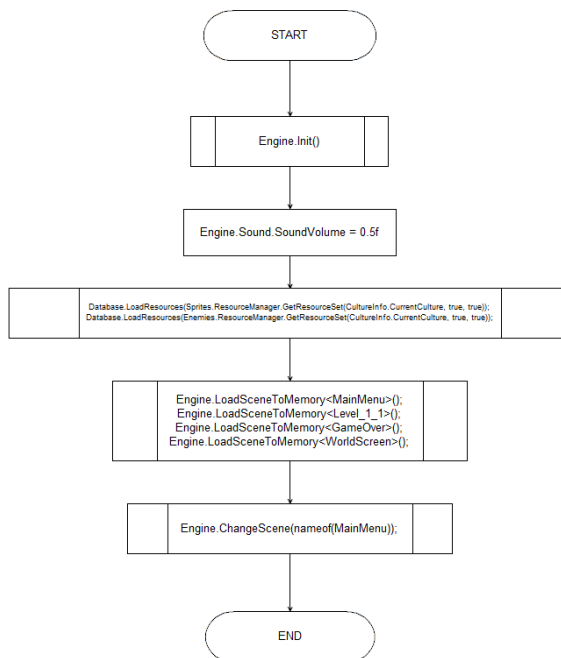 START
Engine.Init()
Engine.Sound.SoundVolume = 0.5f
Database.LoadResources(Sprites.ResourceManager.GetResourceSet(CultureInfo.CurrentCulture, true, true));
Database.LoadResources(Enemies.ResourceManager.GetResourceSet(CultureInfo.CurrentCulture, true, true));
Engine.LoadSceneToMemory<MainMenu>();
Engine.LoadSceneToMemory<Level_1_1>();
Engine.LoadSceneToMemory<GameOver>();
Engine.LoadSceneToMemory<WorldScreen>();
Engine.ChangeScene(nameof(MainMenu));
END